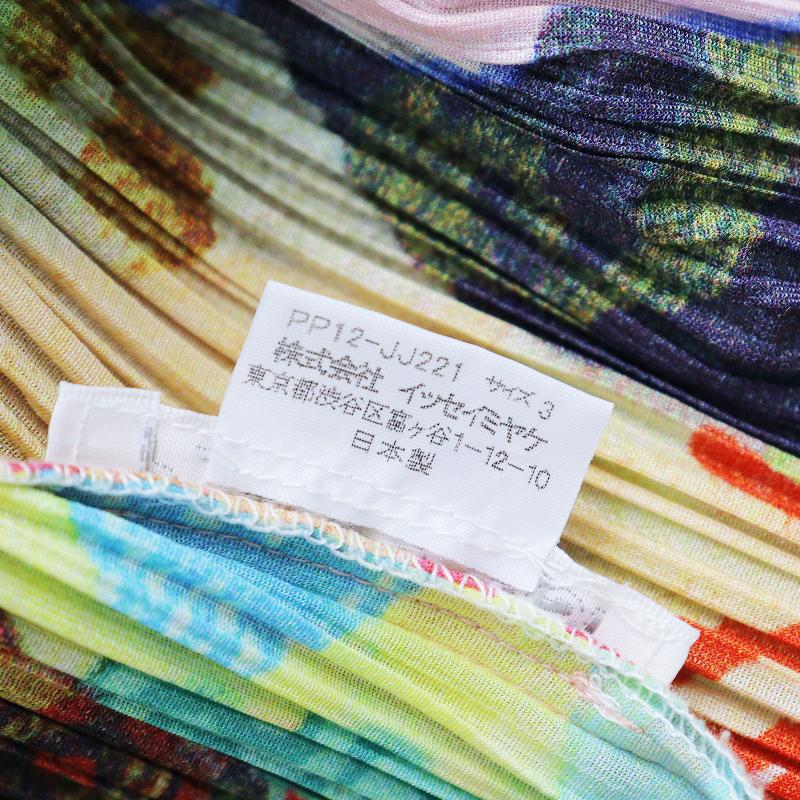 PP12-JJ221 サイズ 3
株式会社 イッセイミヤケ
東京都渋谷区富ヶ谷1-12-10
日本製